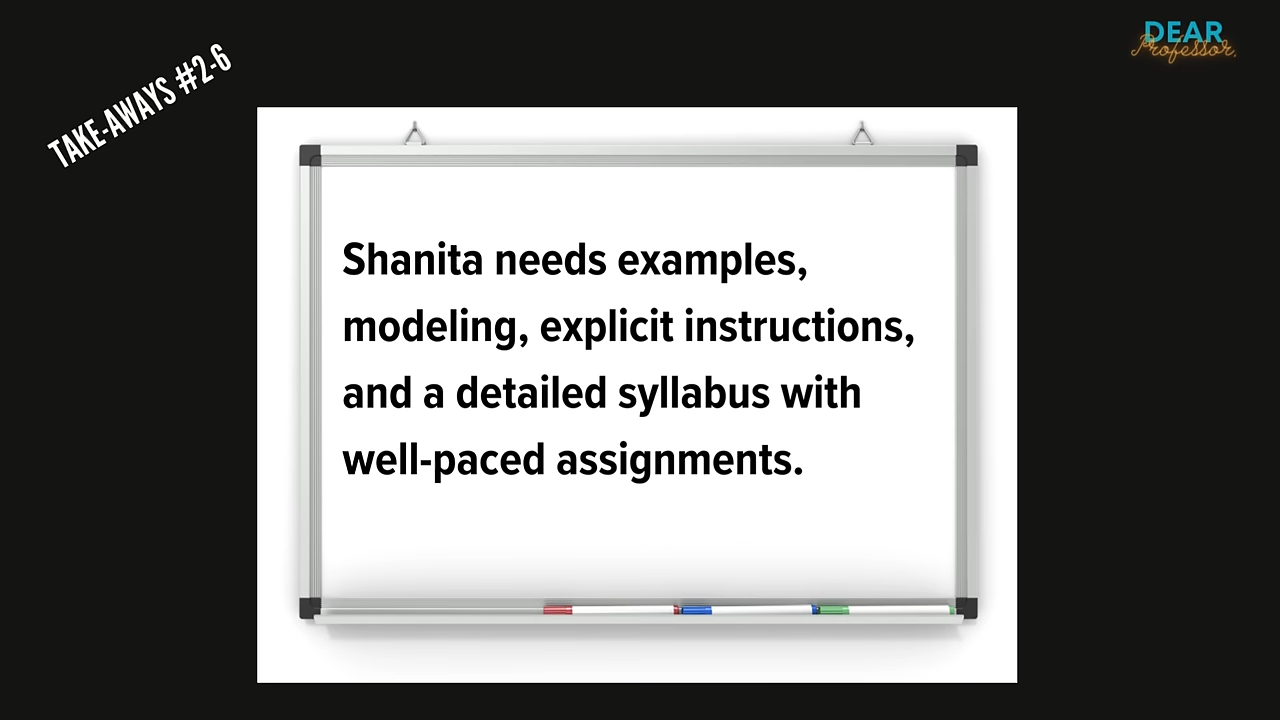 TAKE-AWAYS #2-6
DEAR
Professor.
Shanita needs examples,
modeling, explicit instructions,
and a detailed syllabus with
well-paced assignments.